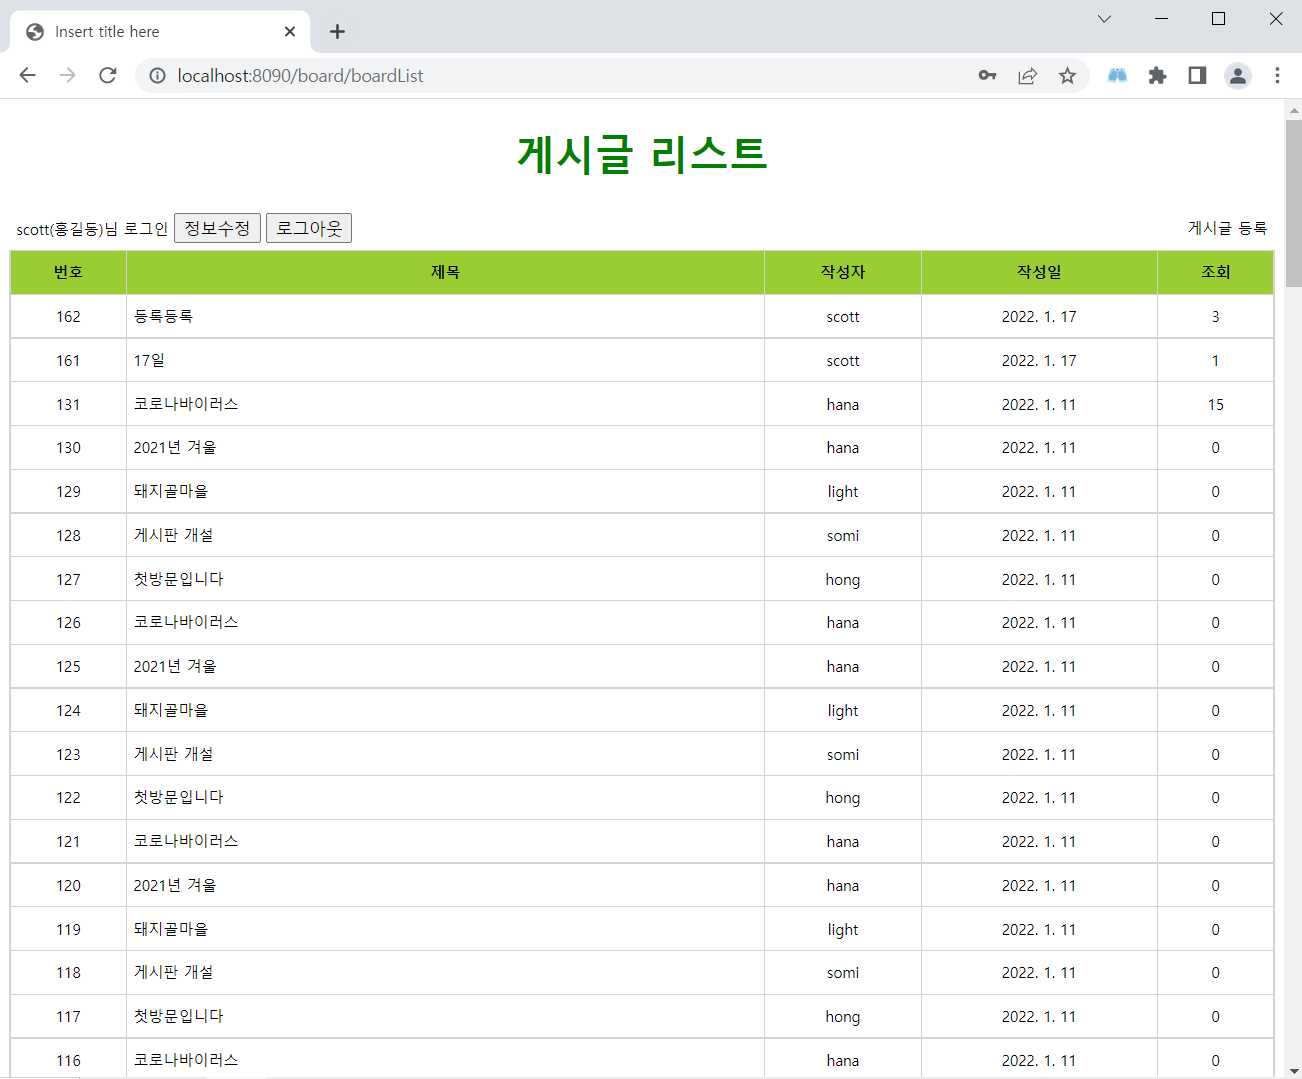 Insert title here
localhost:8090/board/boardList
게시글 리스트
scott(홍길동)님 로그인 정보수정 로그아웃 게시글 등록
번호 제목 작성자 작성일 조회
162 등록등록 scott 2022. 1. 17 3
161 17일 scott 2022. 1. 17 1
131 코로나바이러스 hana 2022. 1. 11 15
130 2021년 겨울 hana 2022. 1. 11 0
129 돼지골마을 light 2022. 1. 11 0
128 게시판 개설 somi 2022. 1. 11 0
127 첫방문입니다 hong 2022. 1. 11 0
126 코로나바이러스 hana 2022. 1. 11 0
125 2021년 겨울 hana 2022. 1. 11 0
124 돼지골마을 light 2022. 1. 11 0
123 게시판 개설 somi 2022. 1. 11 0
122 첫방문입니다 hong 2022. 1. 11 0
121 코로나바이러스 hana 2022. 1. 11 0
120 2021년 겨울 hana 2022. 1. 11 0
119 돼지골마을 light 2022. 1. 11 0
118 게시판 개설 somi 2022. 1. 11 0
117 첫방문입니다 hong 2022. 1. 11 0
116 코로나바이러스 hana 2022. 1. 11 0